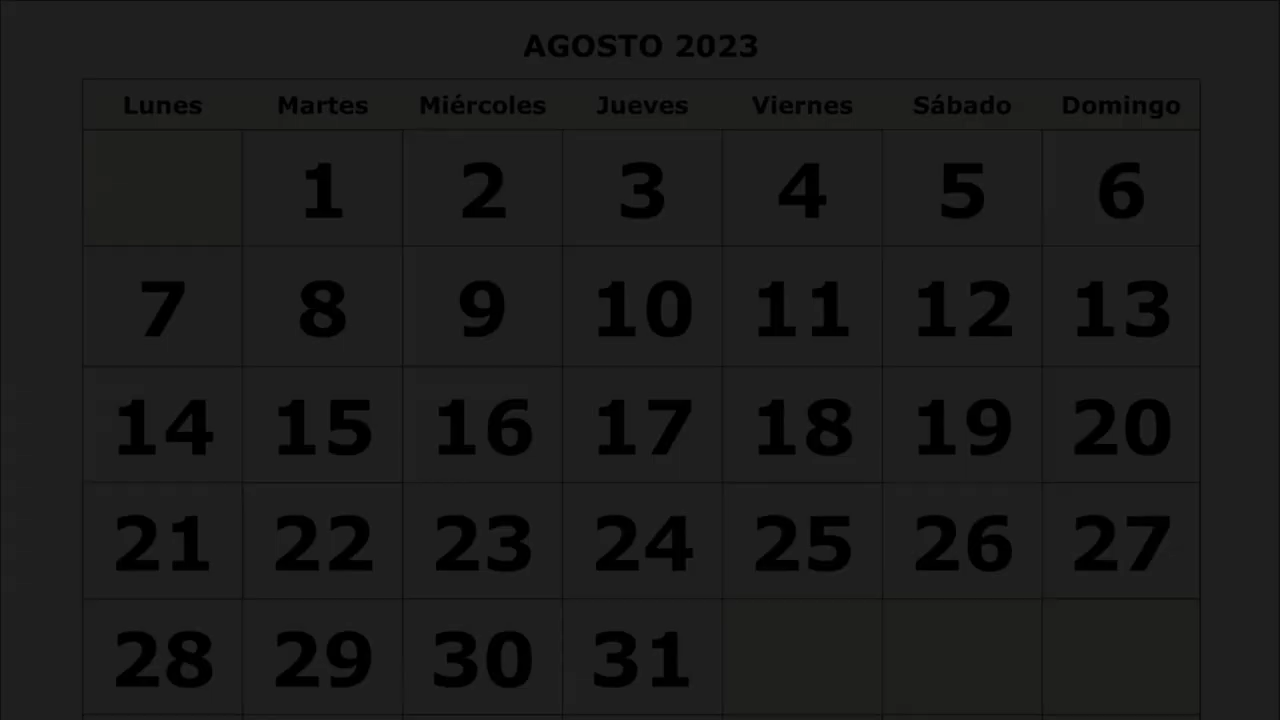 AGOSTO 2023
Lunes Martes Miércoles Jueves Viernes Sábado Domingo
1 2 3 4 5 6
7 8 9 10 11 12 13
14 15 16 17 18 19 20
21 22 23 24 25 26 27
28 29 30 31